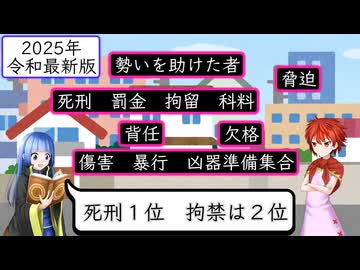 2025年
令和最新版
勢いを助けた者
脅迫
死刑　罰金　拘留　科料
背任
欠格
傷害　暴行　凶器準備集合
死刑１位　拘禁は２位